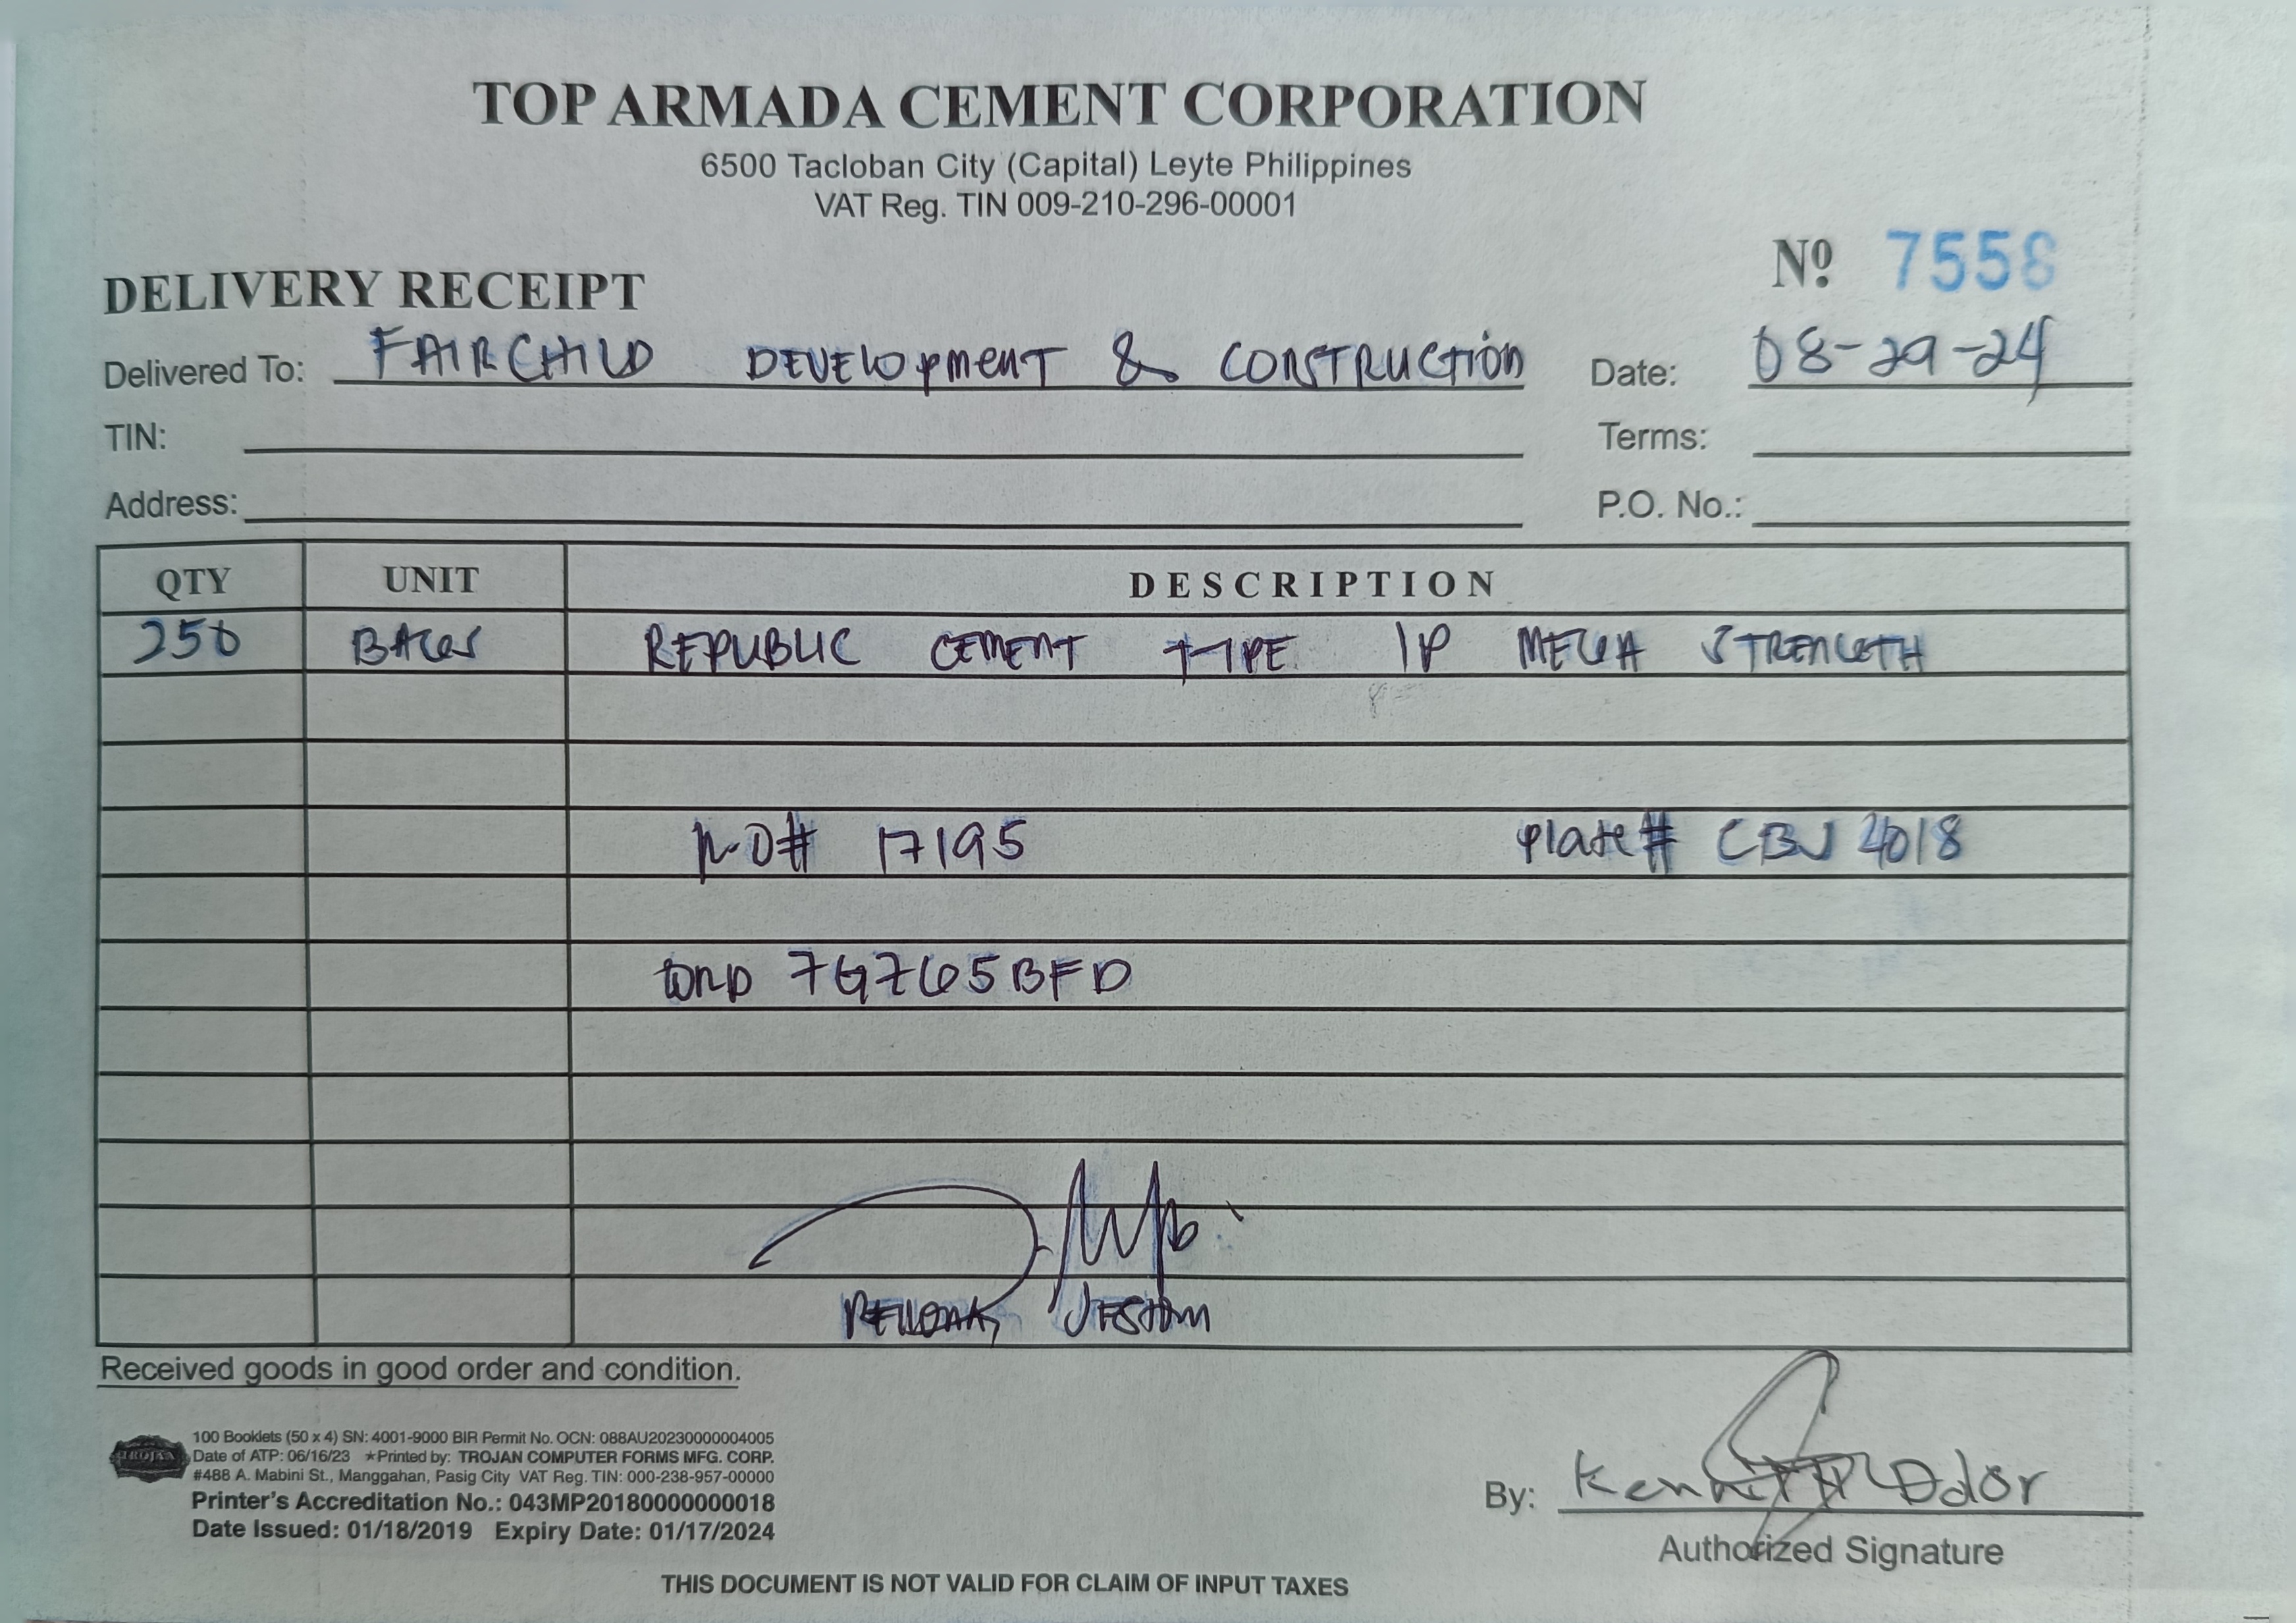 TOP ARMADA CEMENT CORPORATION
6500 Tacloban City (Capital) Leyte Philippines
VAT Reg. TIN 009-210-296-00001
Nº 7558
DELIVERY RECEIPT
Delivered To: FAIRCHILD DEVELOPMENT & CONSTRUCTION Date: 08-29-24
TIN: Terms:
Address: P.O. No.:
QTY UNIT DESCRIPTION
250 BAGS REPUBLIC CEMENT TYPE 1P MEGA STRENGTH
17195 Plate# CBJ 4018
7G765BFD
Received goods in good order and condition.
TROJAN
100 Booklets (50 x 4) SN: 4001-9000 BIR Permit No. OCN: 088AU20230000004005
Date of ATP: 06/16/23 ★Printed by: TROJAN COMPUTER FORMS MFG. CORP.
#488 A. Mabini St., Manggahan, Pasig City VAT Reg. TIN: 000-238-957-00000
Printer's Accreditation No.: 043MP20180000000018
Date Issued: 01/18/2019 Expiry Date: 01/17/2024
By:
Authorized Signature
THIS DOCUMENT IS NOT VALID FOR CLAIM OF INPUT TAXES